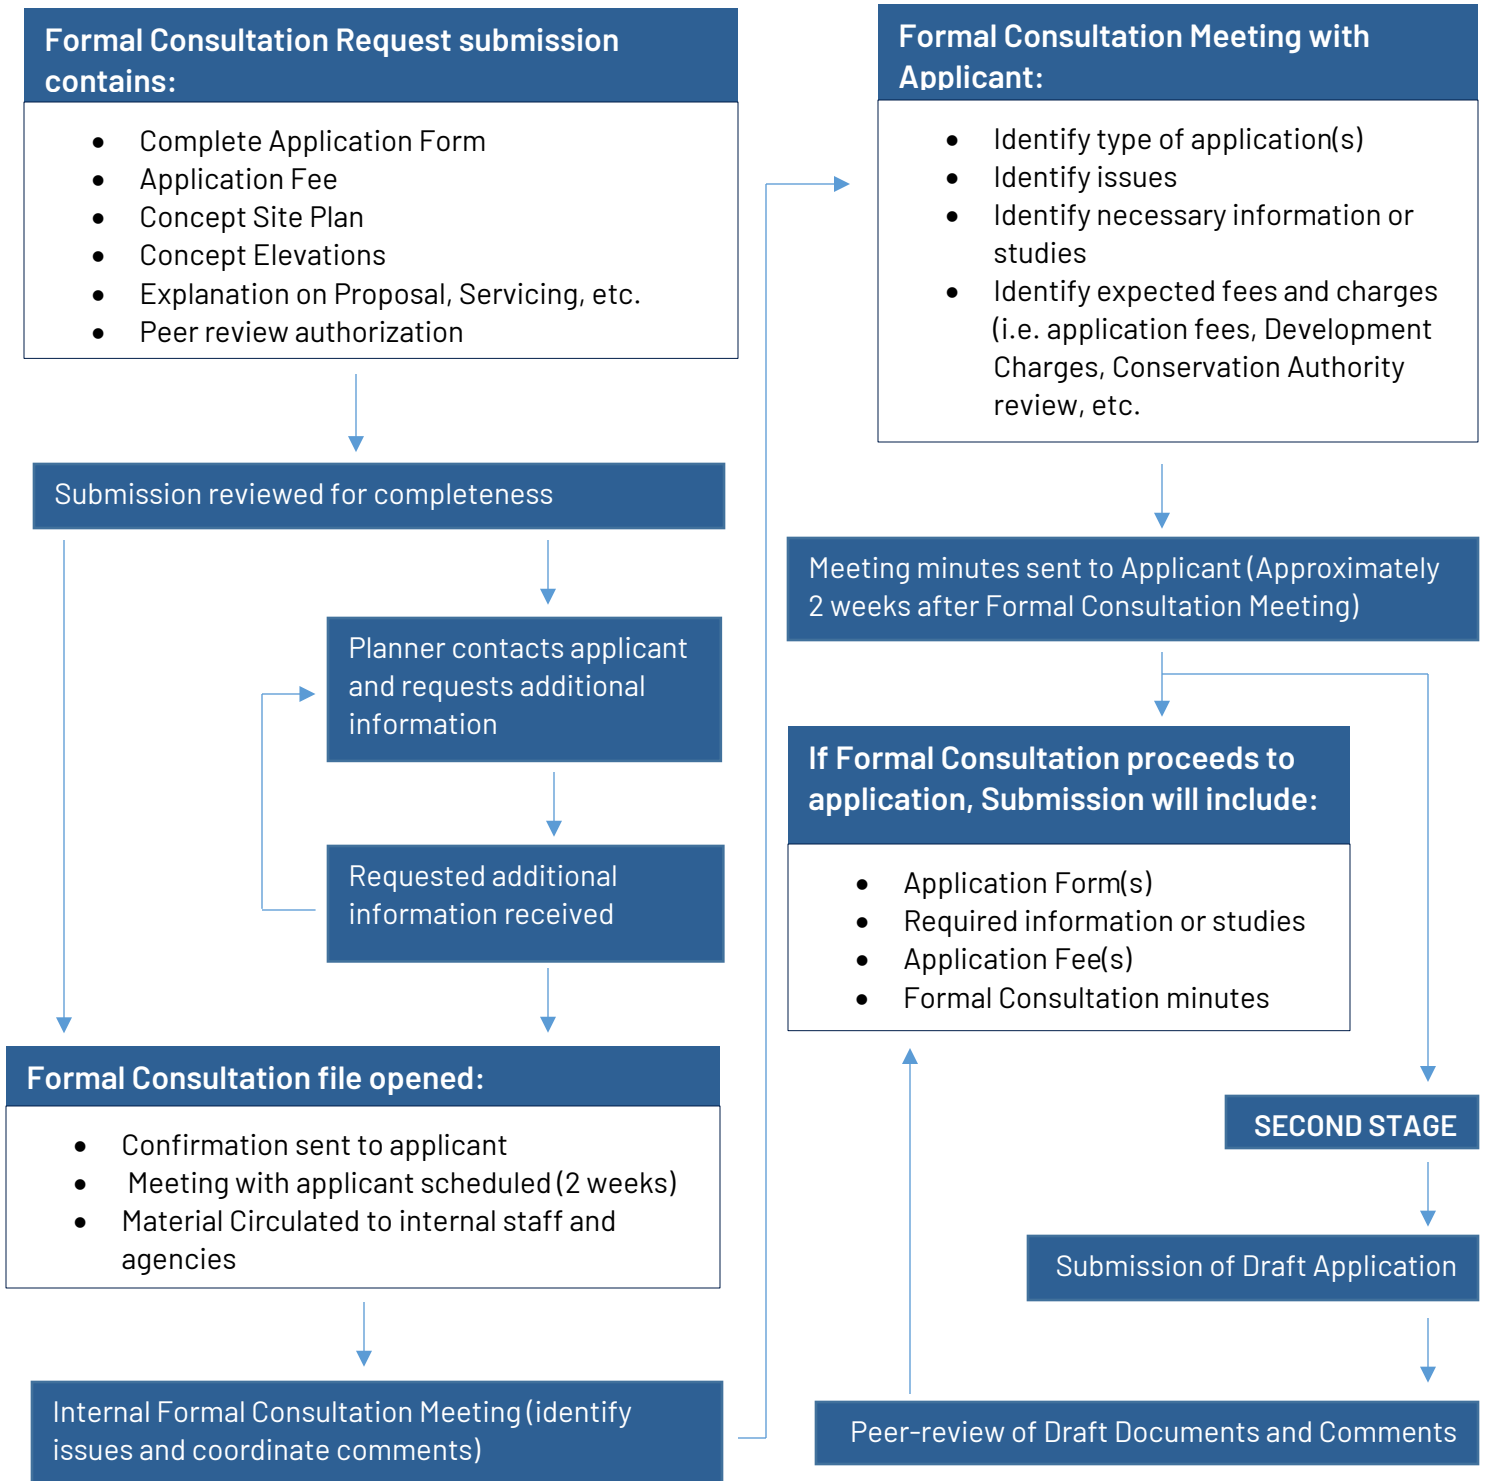 Formal Consultation Request submission
contains:
• Complete Application Form
• Application Fee
• Concept Site Plan
• Concept Elevations
• Explanation on Proposal, Servicing, etc.
• Peer review authorization
Submission reviewed for completeness
Planner contacts applicant
and requests additional
information
Requested additional
information received
Formal Consultation file opened:
• Confirmation sent to applicant
• Meeting with applicant scheduled (2 weeks)
• Material Circulated to internal staff and
agencies
Internal Formal Consultation Meeting (identify
issues and coordinate comments)
Formal Consultation Meeting with
Applicant:
• Identify type of application(s)
• Identify issues
• Identify necessary information or
studies
• Identify expected fees and charges
(i.e. application fees, Development
Charges, Conservation Authority
review, etc.
Meeting minutes sent to Applicant (Approximately
2 weeks after Formal Consultation Meeting)
If Formal Consultation proceeds to
application, Submission will include:
• Application Form(s)
• Required information or studies
• Application Fee(s)
• Formal Consultation minutes
SECOND STAGE
Submission of Draft Application
Peer-review of Draft Documents and Comments